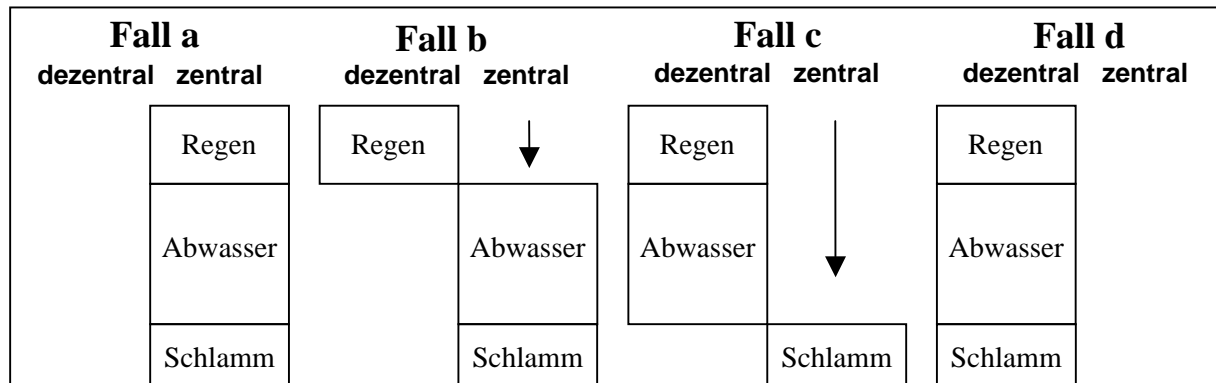 Fall a Fall b Fall c Fall d
dezentral zentral dezentral zentral dezentral zentral dezentral zentral
Regen Regen Regen Regen
Abwasser Abwasser Abwasser Abwasser
Schlamm Schlamm Schlamm Schlamm